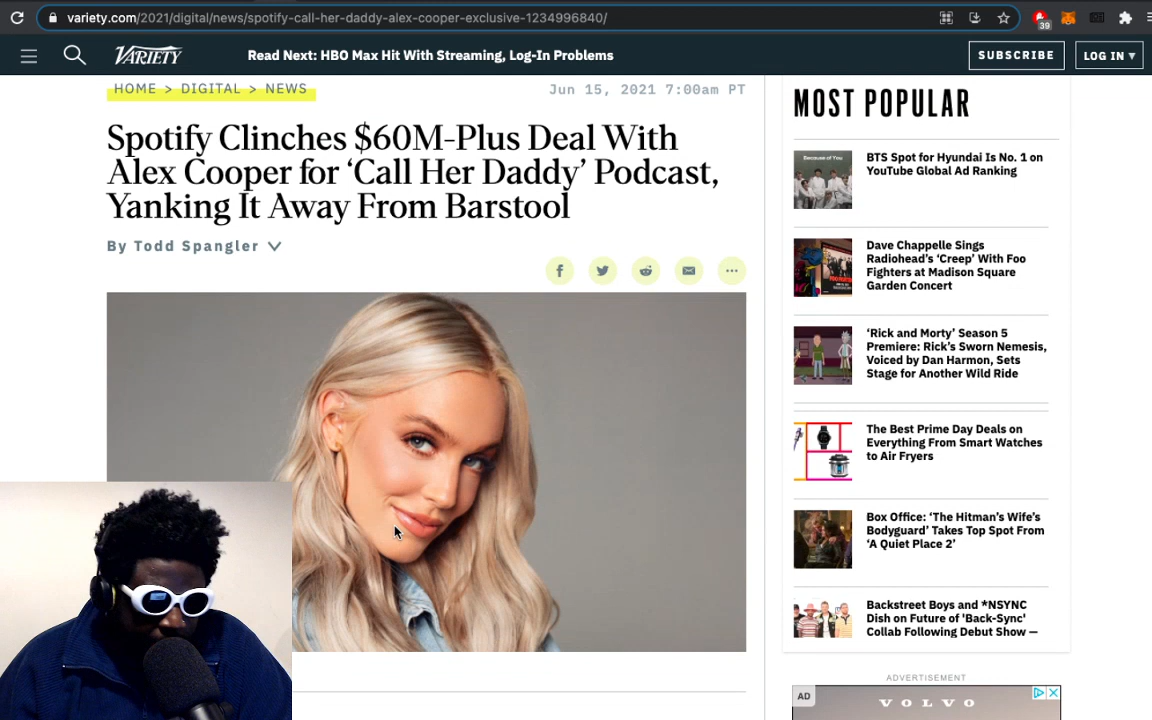 variety.com/2021/digital/news/spotify-call-her-daddy-alex-cooper-exclusive-1234996840/
39
VARIETY
Read Next: HBO Max Hit With Streaming, Log-In Problems
SUBSCRIBE
LOG IN ▾
HOME > DIGITAL > NEWS
Jun 15, 2021 7:00am PT
Spotify Clinches $60M-Plus Deal With
Alex Cooper for ‘Call Her Daddy’ Podcast,
Yanking It Away From Barstool
By Todd Spangler
MOST POPULAR
Because of You
BTS Spot for Hyundai Is No. 1 on
YouTube Global Ad Ranking
Dave Chappelle Sings
Radiohead’s ‘Creep’ With Foo
Fighters at Madison Square
Garden Concert
‘Rick and Morty’ Season 5
Premiere: Rick’s Sworn Nemesis,
Voiced by Dan Harmon, Sets
Stage for Another Wild Ride
The Best Prime Day Deals on
Everything From Smart Watches
to Air Fryers
Box Office: ‘The Hitman’s Wife’s
Bodyguard’ Takes Top Spot From
‘A Quiet Place 2’
Backstreet Boys and *NSYNC
Dish on Future of 'Back-Sync'
Collab Following Debut Show —
ADVERTISEMENT
AD
VOLVO